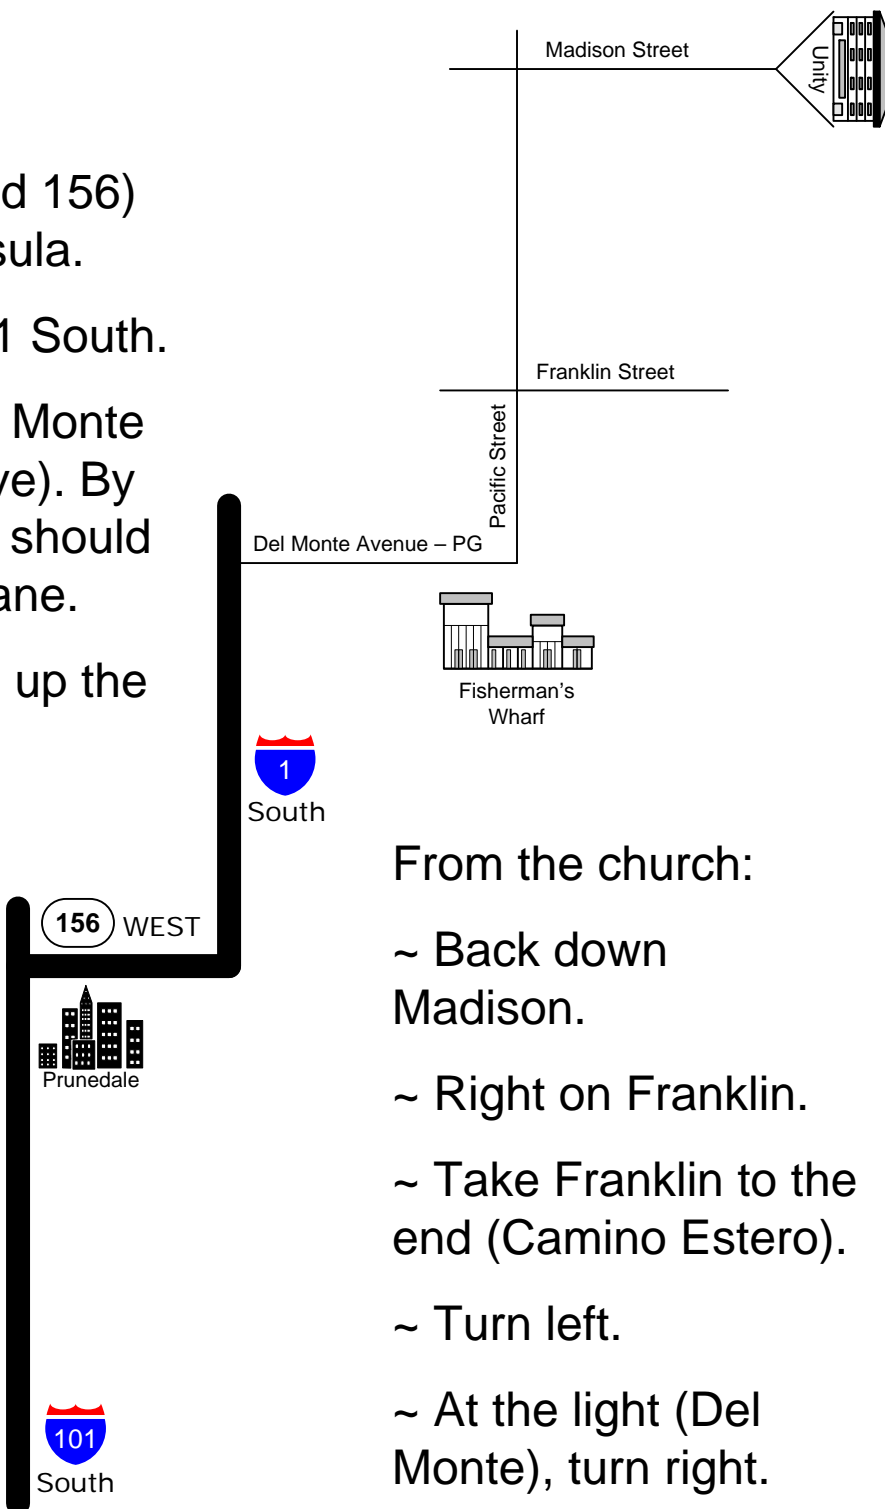 Madison Street
Unity
d 156)
sula.
1 South.
Monte
ve). By
should
ane.
up the
Franklin Street
Pacific Street
Del Monte Avenue – PG
Fisherman's
Wharf
1
South
156 WEST
Prunedale
101
South
From the church:
~ Back down
Madison.
~ Right on Franklin.
~ Take Franklin to the
end (Camino Estero).
~ Turn left.
~ At the light (Del
Monte), turn right.